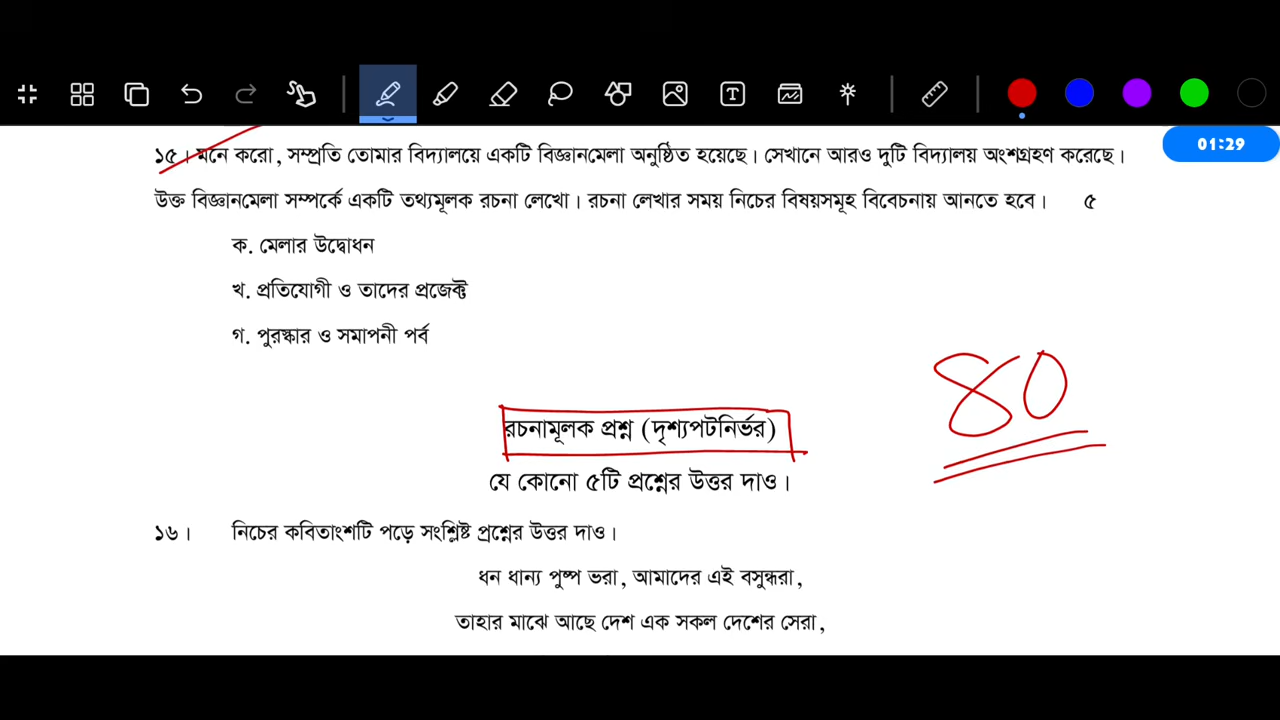 01:29
১৫। মনে করো, সম্প্রতি তোমার বিদ্যালয়ে একটি বিজ্ঞানমেলা অনুষ্ঠিত হয়েছে। সেখানে আরও দুটি বিদ্যালয় অংশগ্রহণ করেছে।
উক্ত বিজ্ঞানমেলা সম্পর্কে একটি তথ্যমূলক রচনা লেখো। রচনা লেখার সময় নিচের বিষয়সমূহ বিবেচনায় আনতে হবে। ৫
ক. মেলার উদ্বোধন
খ. প্রতিযোগী ও তাদের প্রজেক্ট
গ. পুরস্কার ও সমাপনী পর্ব
80
রচনামূলক প্রশ্ন (দৃশ্যপটনির্ভর)
যে কোনো ৫টি প্রশ্নের উত্তর দাও।
১৬। নিচের কবিতাংশটি পড়ে সংশ্লিষ্ট প্রশ্নের উত্তর দাও।
ধন ধান্য পুষ্প ভরা, আমাদের এই বসুন্ধরা,
তাহার মাঝে আছে দেশ এক সকল দেশের সেরা,